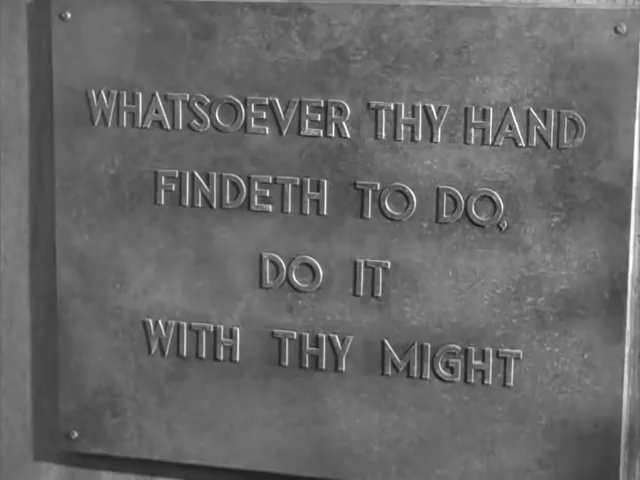 WHATSOEVER THY HAND
FINDETH TO DO,
DO IT
WITH THY MIGHT